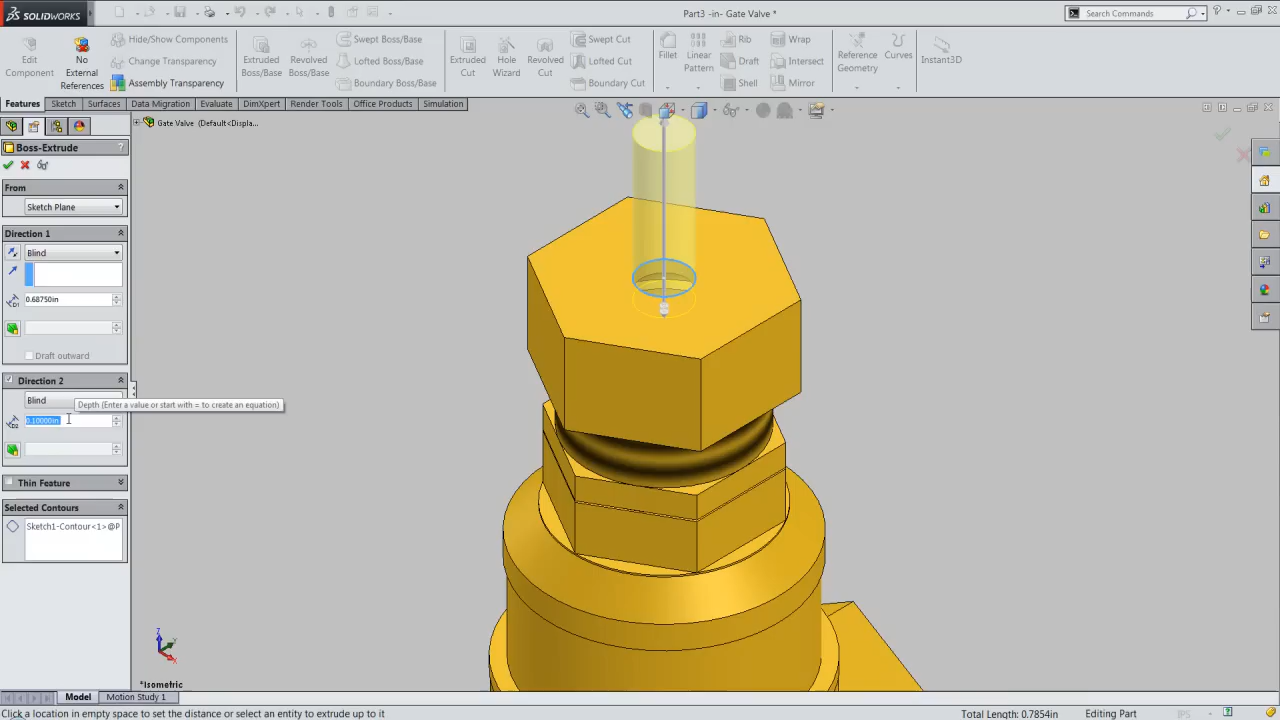 SOLIDWORKS
Part3 -in- Gate Valve *
Search Commands
Edit Component
No External References
Hide/Show Components
Change Transparency
Assembly Transparency
Extruded Boss/Base
Revolved Boss/Base
Swept Boss/Base
Lofted Boss/Base
Boundary Boss/Base
Extruded Cut
Hole Wizard
Revolved Cut
Swept Cut
Lofted Cut
Boundary Cut
Fillet
Linear Pattern
Rib
Draft
Shell
Wrap
Intersect
Mirror
Reference Geometry
Curves
Instant3D
Features
Sketch
Surfaces
Data Migration
Evaluate
DimXpert
Render Tools
Office Products
Simulation
Gate Valve (Default<Displa...
Boss-Extrude
?
From
Sketch Plane
Direction 1
Blind
D1
0.68750in
Draft outward
Direction 2
Blind
Depth (Enter a value or start with = to create an equation)
D2
0.10000in
Thin Feature
Selected Contours
Sketch1-Contour<1>@P
Z
Y
X
*Isometric
Model
Motion Study 1
Click a location in empty space to set the distance or select an entity to extrude up to it
Total Length: 0.7854in
Editing Part
IPS